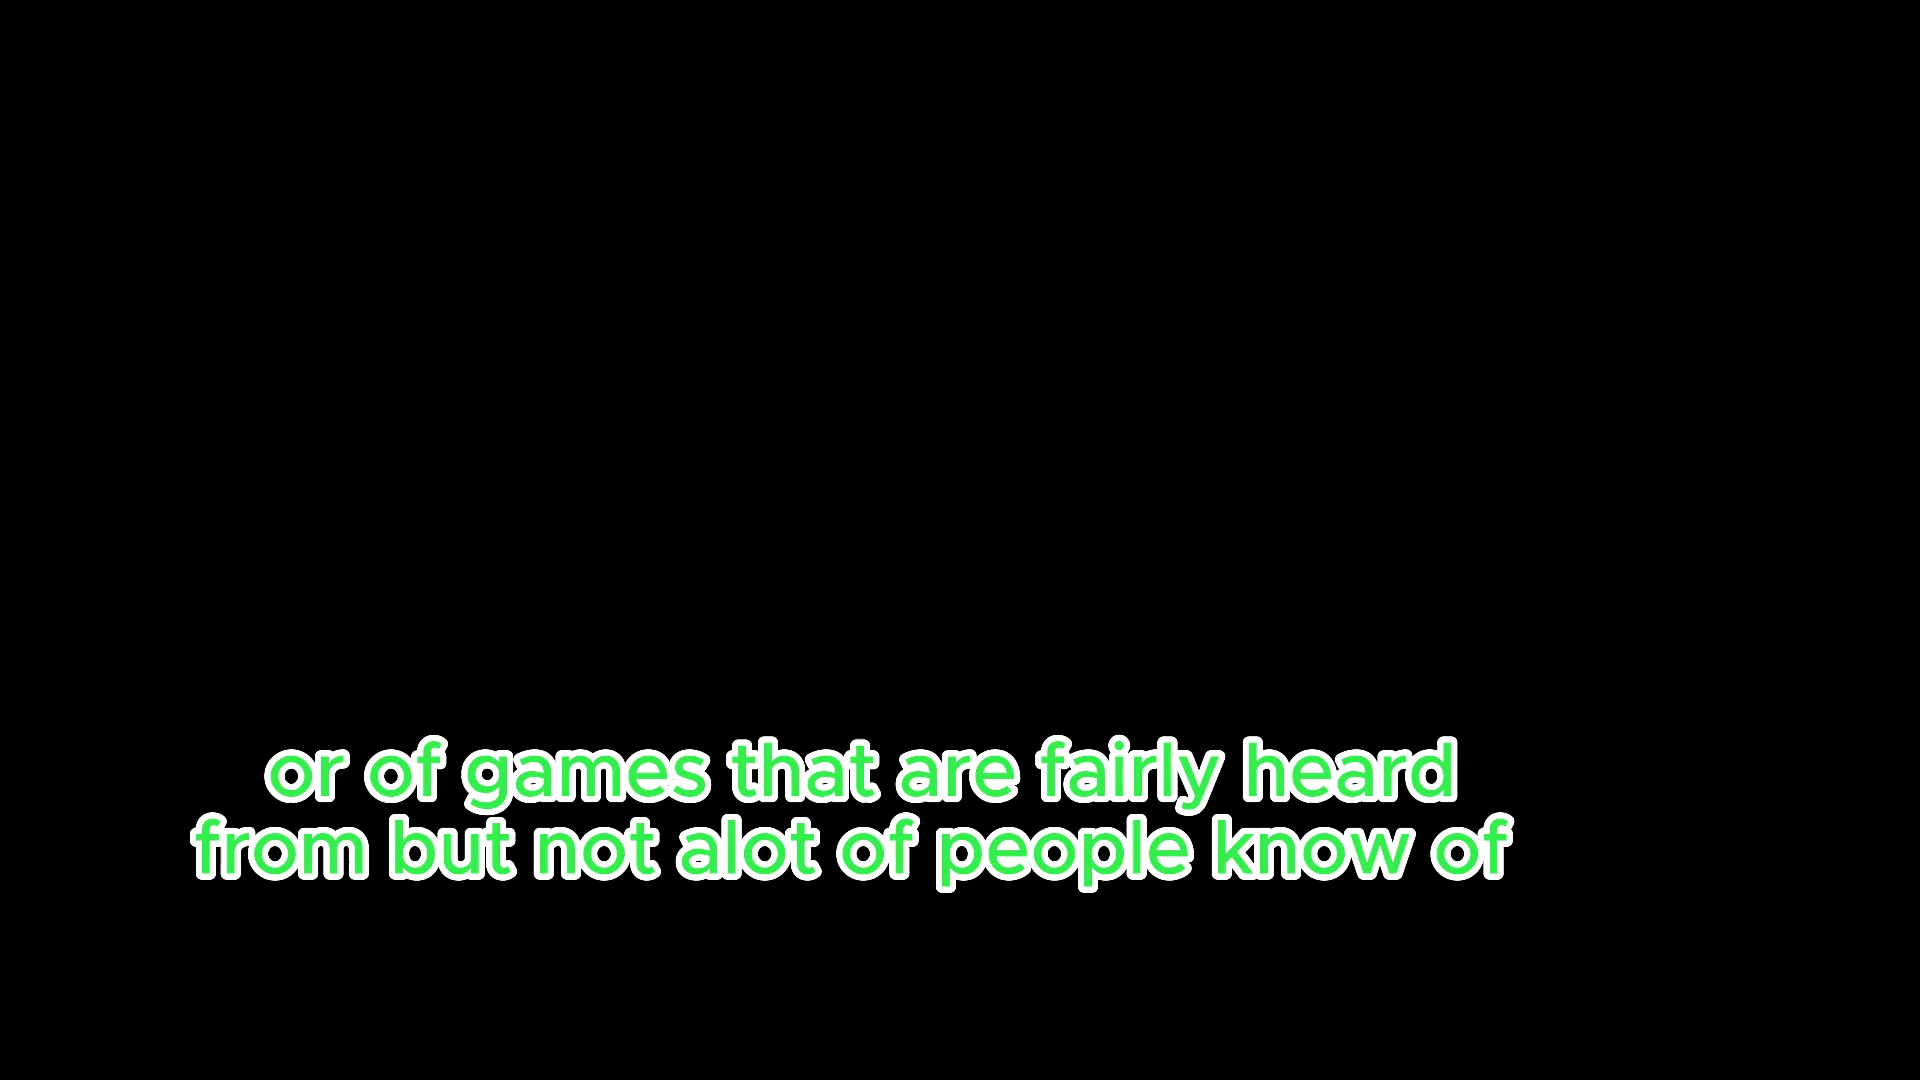 or of games that are fairly heard
from but not alot of people know of